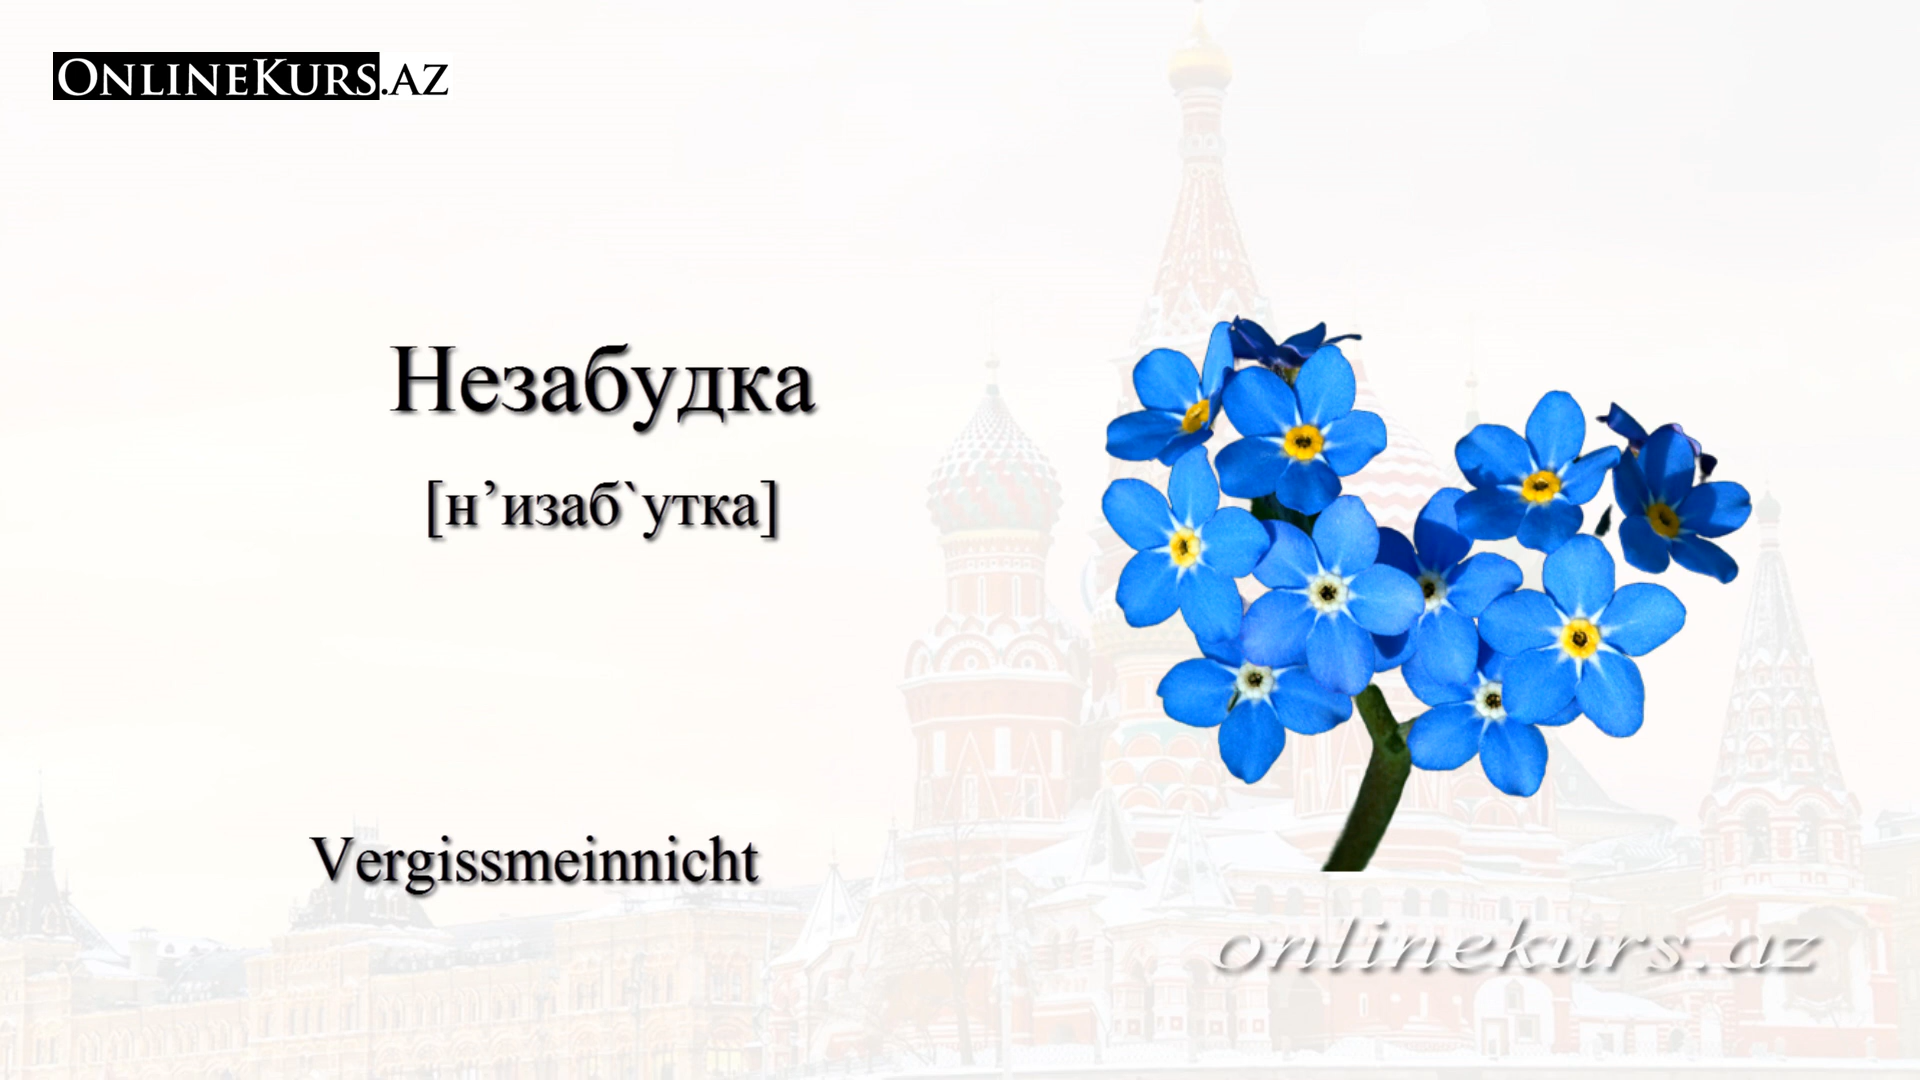 ONLINEKURS.AZ
Незабудка
[н’изаб`утка]
Vergissmeinnicht
onlinekurs.az